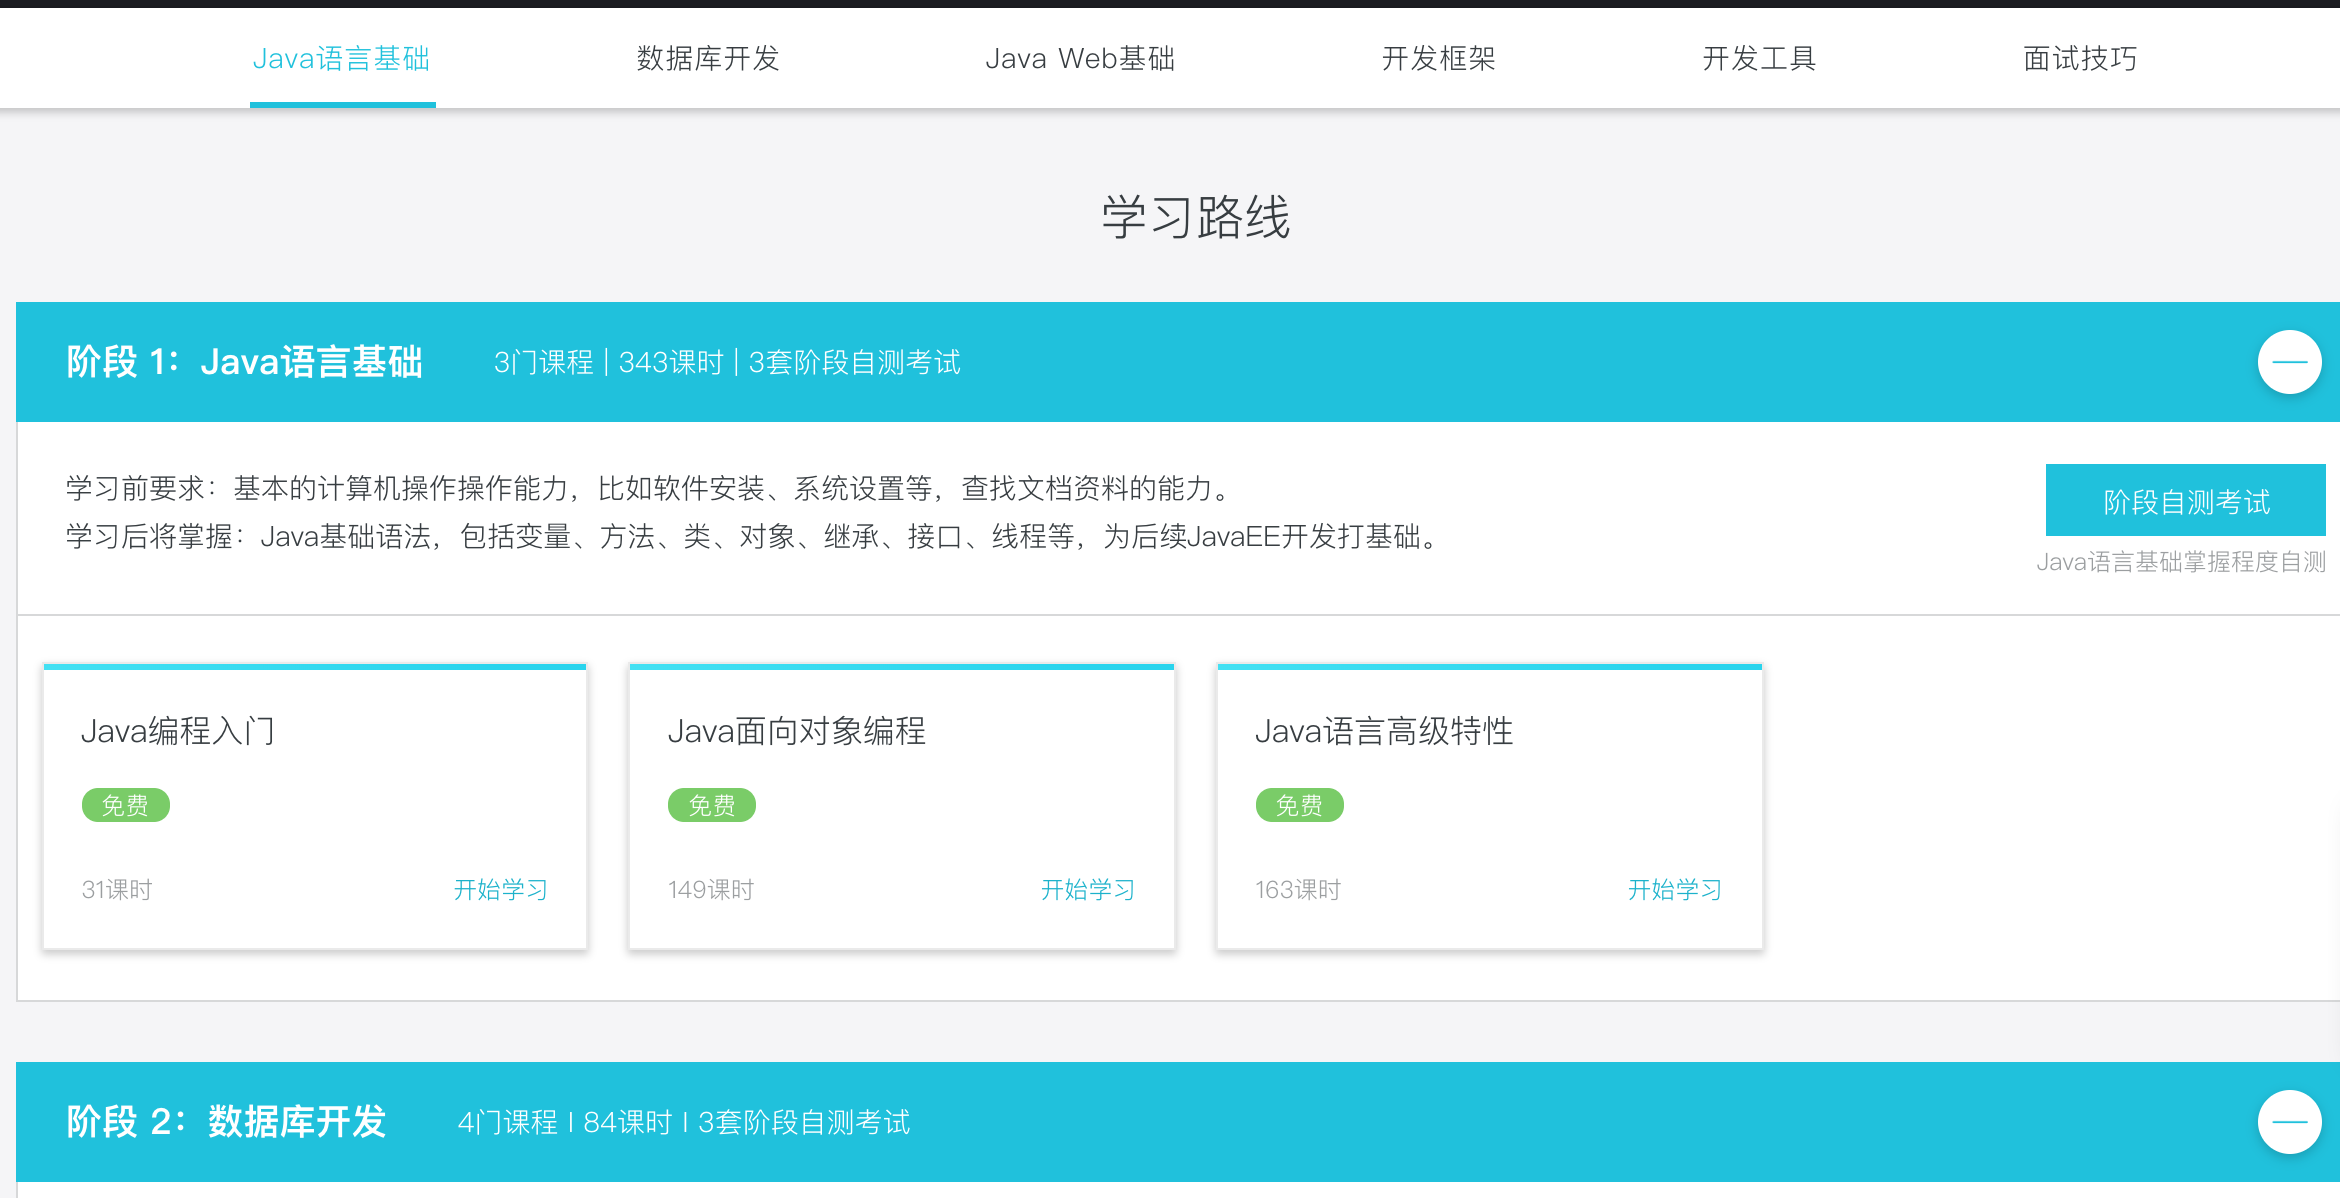 Java语言基础 数据库开发 Java Web基础 开发框架 开发工具 面试技巧
学习路线
阶段 1：Java语言基础 3门课程 | 343课时 | 3套阶段自测考试
学习前要求：基本的计算机操作操作能力，比如软件安装、系统设置等，查找文档资料的能力。
学习后将掌握：Java基础语法，包括变量、方法、类、对象、继承、接口、线程等，为后续JavaEE开发打基础。
阶段自测考试
Java语言基础掌握程度自测
Java编程入门
免费
31课时 开始学习
Java面向对象编程
免费
149课时 开始学习
Java语言高级特性
免费
163课时 开始学习
阶段 2：数据库开发 4门课程 I 84课时 I 3套阶段自测考试